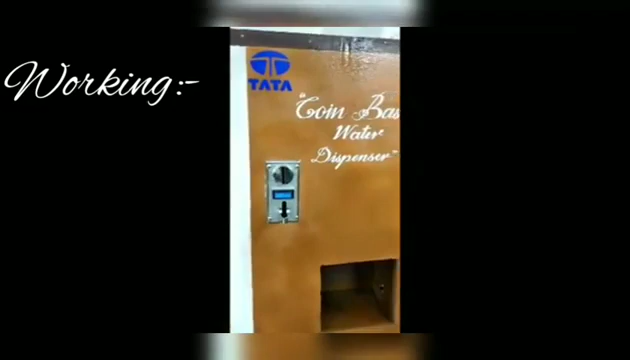 Working:-
TATA
"Coin Bas
Water
Dispenser"